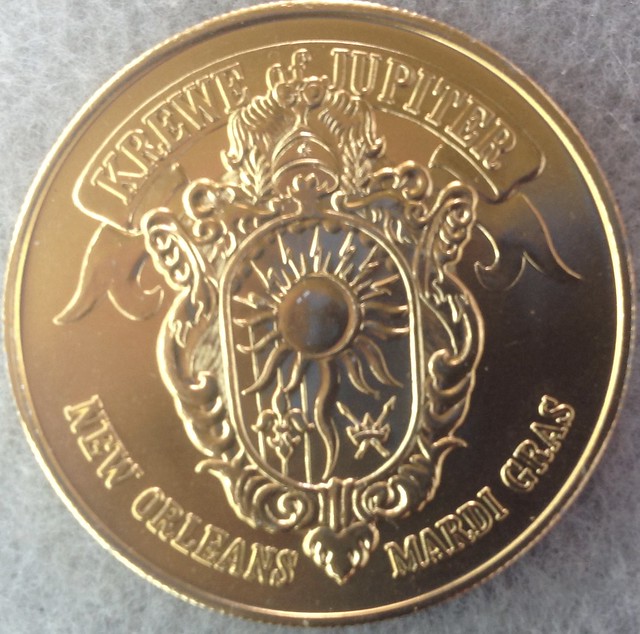 KREWE of JUPITER
NEW ORLEANS MARDI GRAS